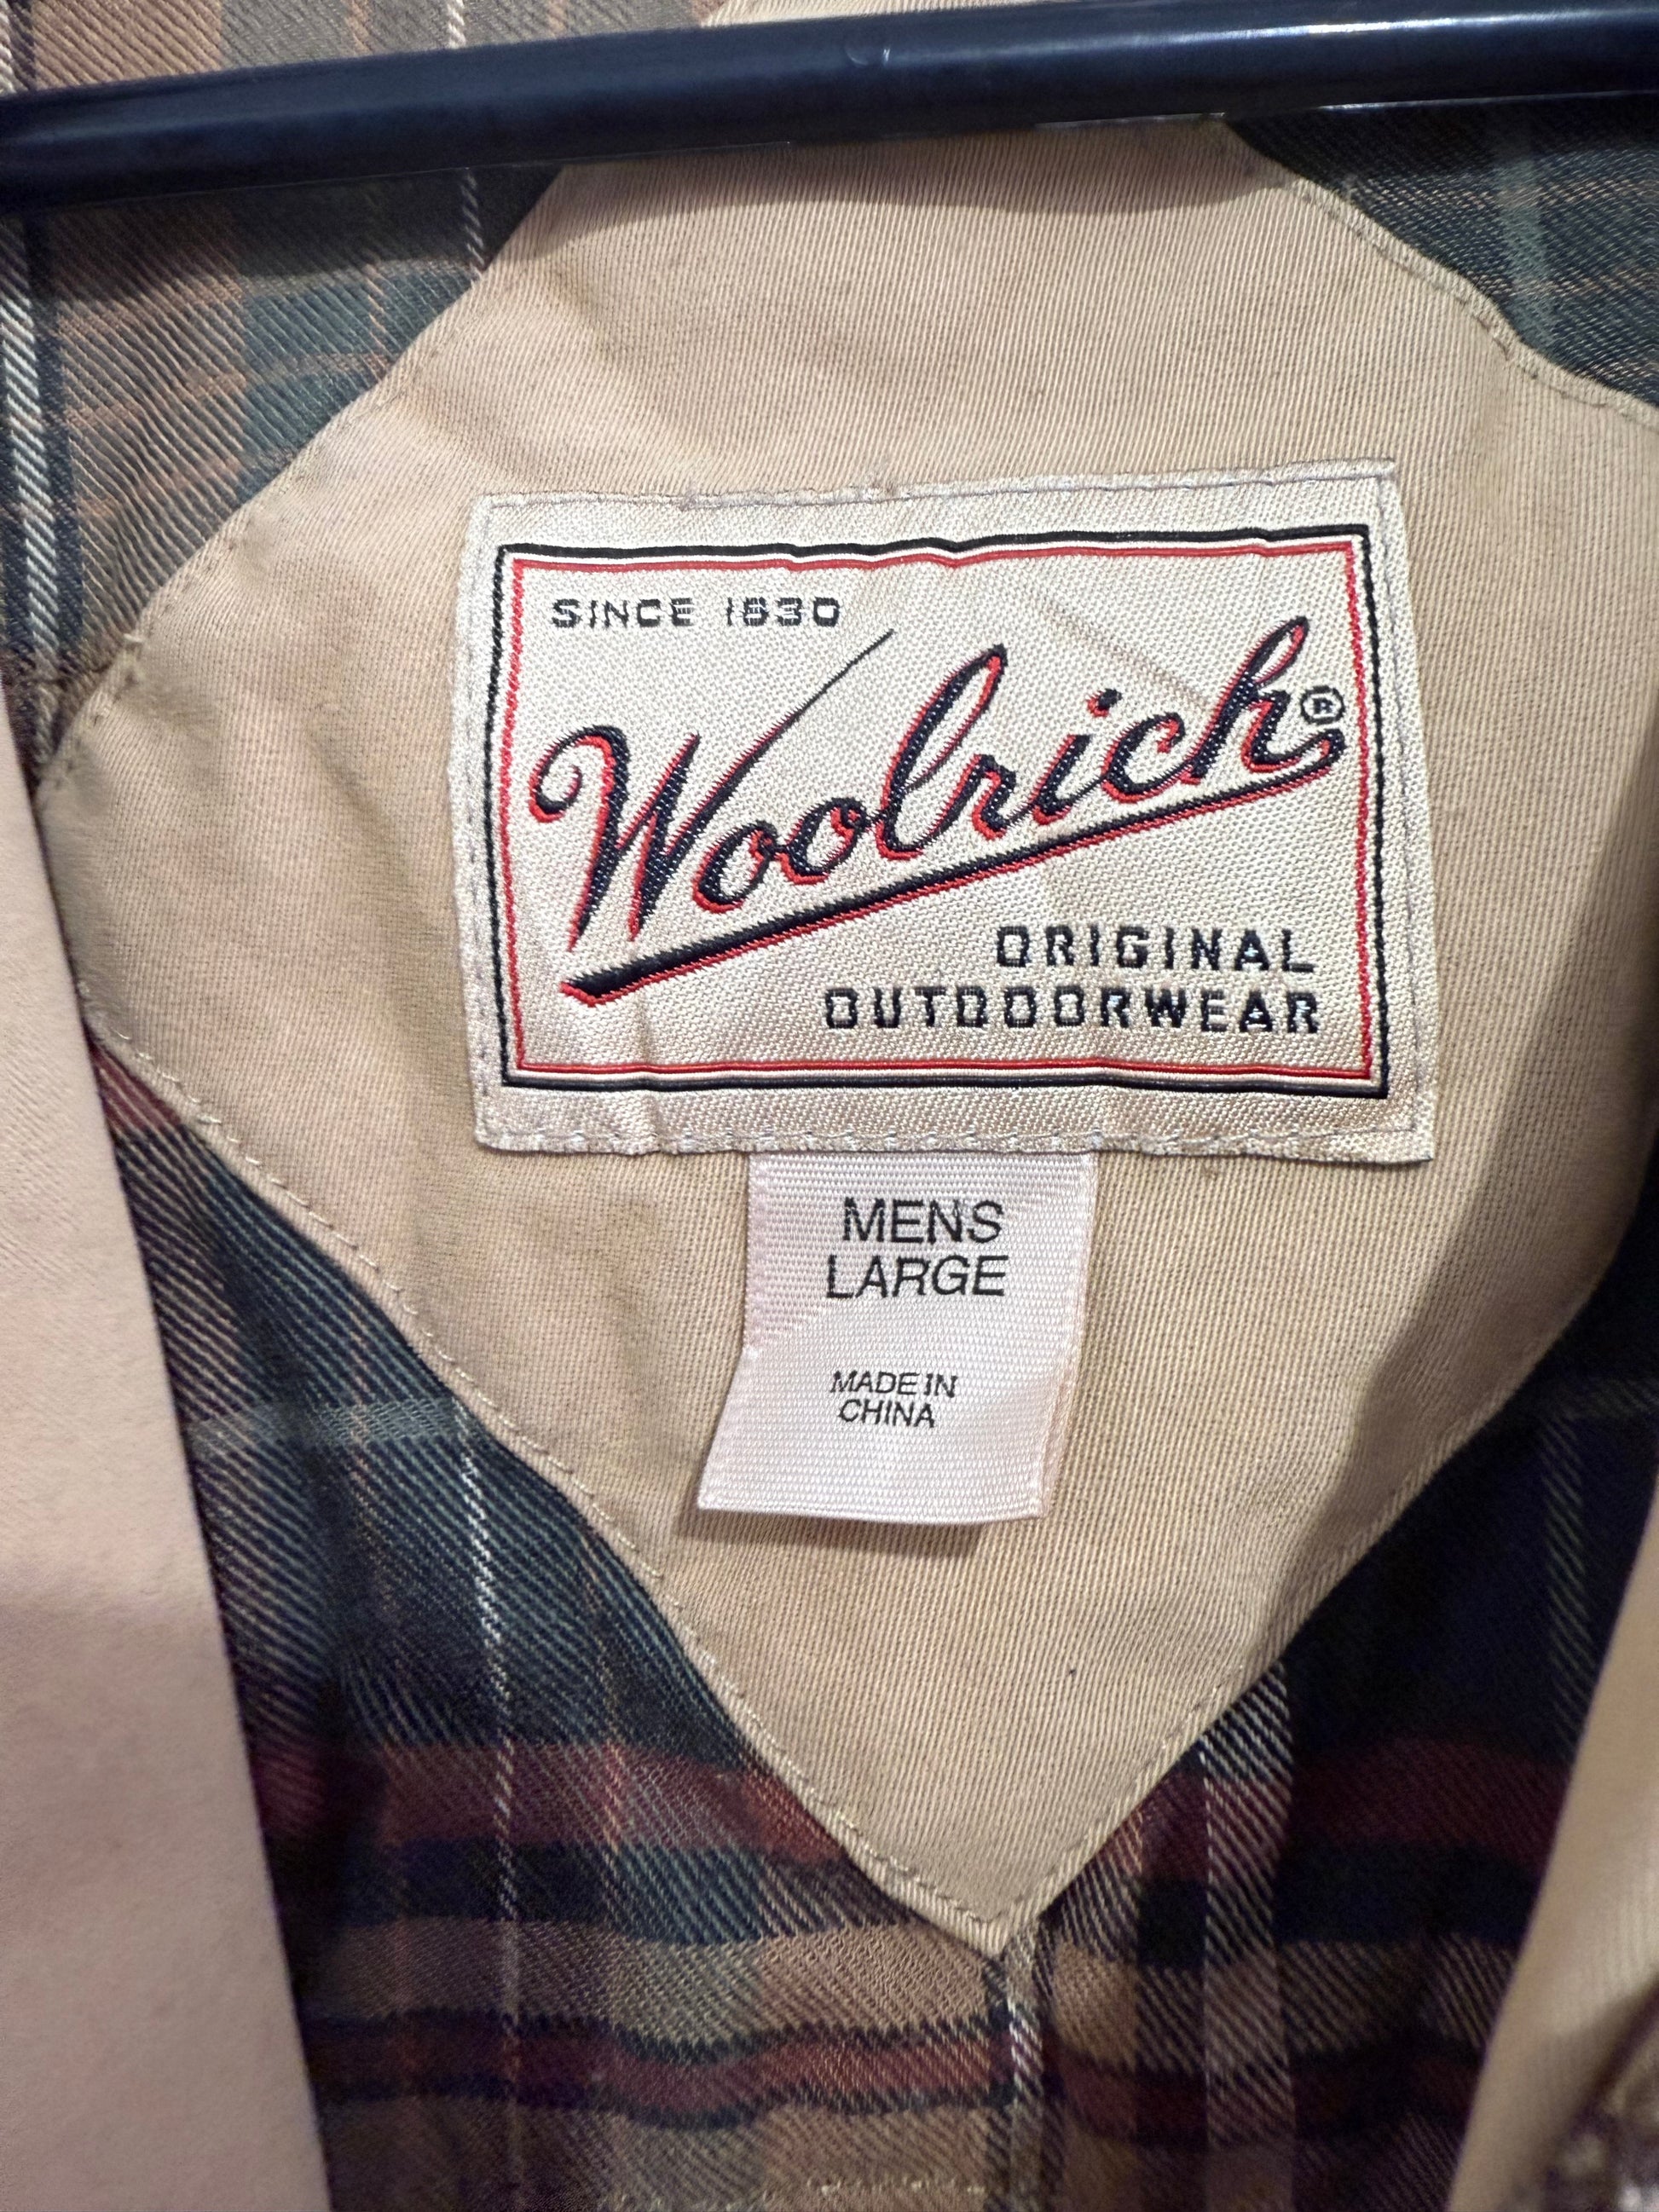 SINCE 1830
Woolrich®
ORIGINAL
OUTDOORWEAR
MENS
LARGE
MADE IN
CHINA